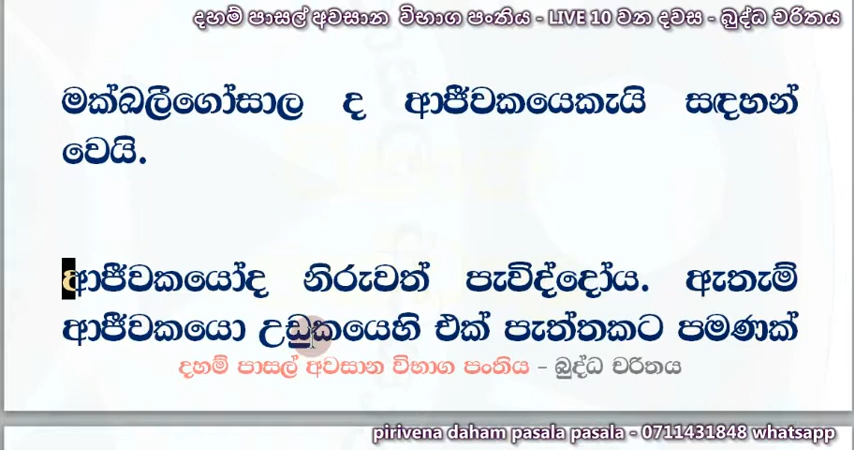 දහම් පාසල් අවසාන විභාග පංතිය - LIVE 10 වන දවස - බුද්ධ චරිතය
මක්ඛලීගෝසාල ද ආජීවකයෙකැයි සඳහන්
වෙයි.
ආජීවකයෝද නිරුවත් පැවිද්දෝය. ඇතැම්
ආජීවකයො උඩුකයෙහි එක් පැත්තකට පමණක්
දහම් පාසල් අවසාන විභාග පංතිය - බුද්ධ චරිතය
pirivena daham pasala pasala - 0711431848 whatsapp